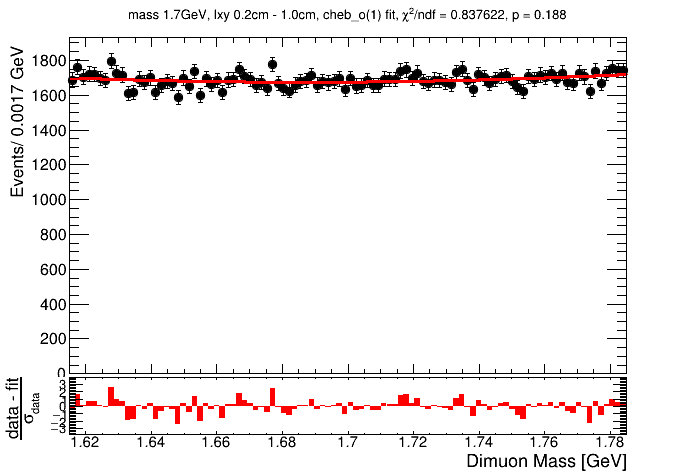 mass 1.7GeV, lxy 0.2cm - 1.0cm, cheb_o(1) fit, χ²/ndf = 0.837622, p = 0.188
Events/ 0.0017 GeV
1800
1600
1400
1200
1000
800
600
400
200
0
data - fit
σdata
3
2
1
0
−1
−2
−3
1.62 1.64 1.66 1.68 1.7 1.72 1.74 1.76 1.78
Dimuon Mass [GeV]